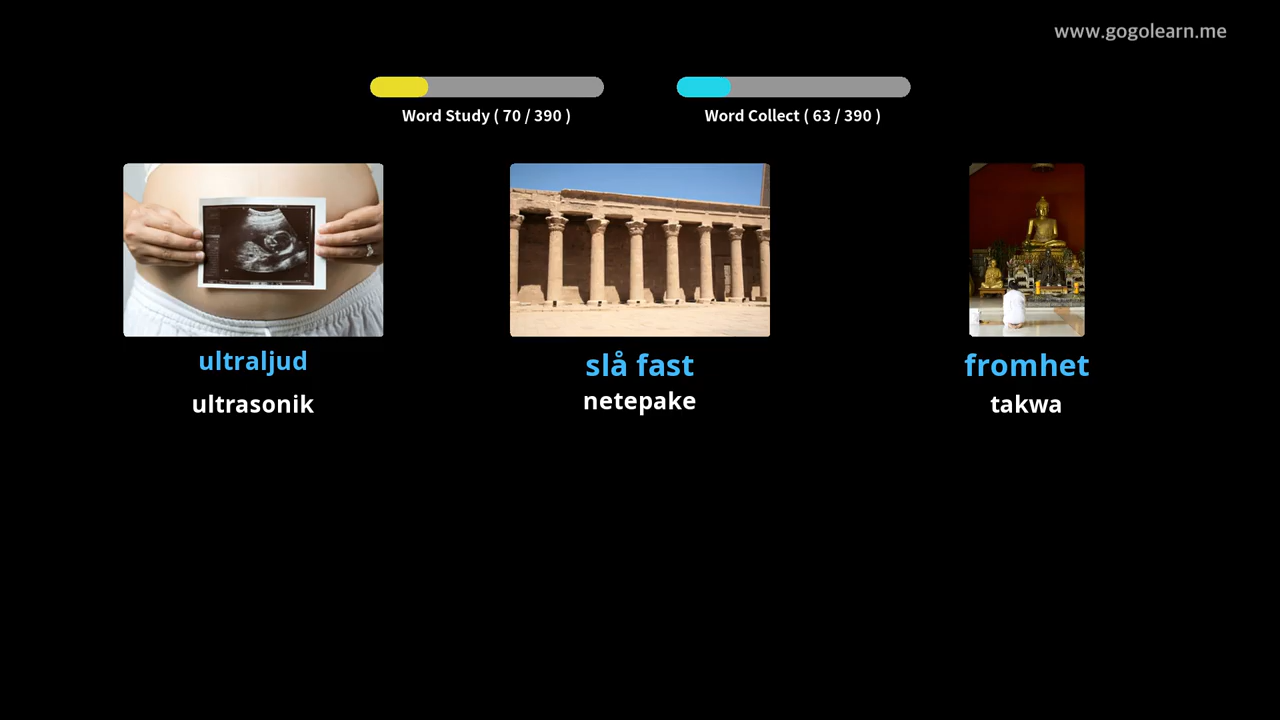 www.gogolearn.me
Word Study ( 70 / 390 )
Word Collect ( 63 / 390 )
ultraljud
ultrasonik
slå fast
netepake
fromhet
takwa